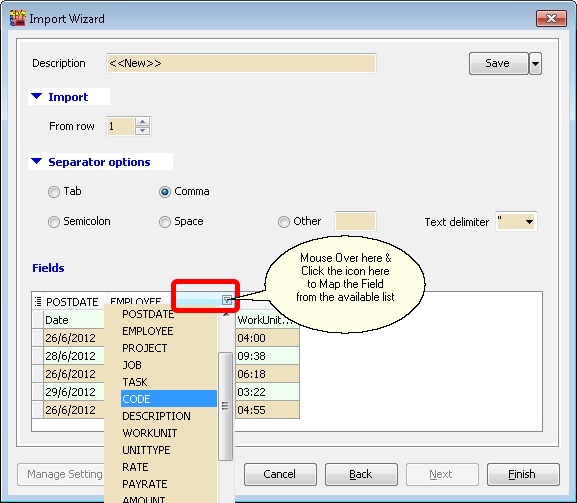 Import Wizard
Description <<New>> Save
Import
From row 1
Separator options
Tab Comma
Semicolon Space Other Text delimiter "
Mouse Over here &
Click the icon here
to Map the Field
from the available list
Fields
POSTDATE EMPLOYEE
Date WorkUnit...
26/6/2012 04:00
28/6/2012 09:38
26/6/2012 06:18
29/6/2012 03:22
26/6/2012 04:55
POSTDATE
EMPLOYEE
PROJECT
JOB
TASK
CODE
DESCRIPTION
WORKUNIT
UNITTYPE
RATE
PAYRATE
AMOUNT
Manage Setting Cancel Back Next Finish